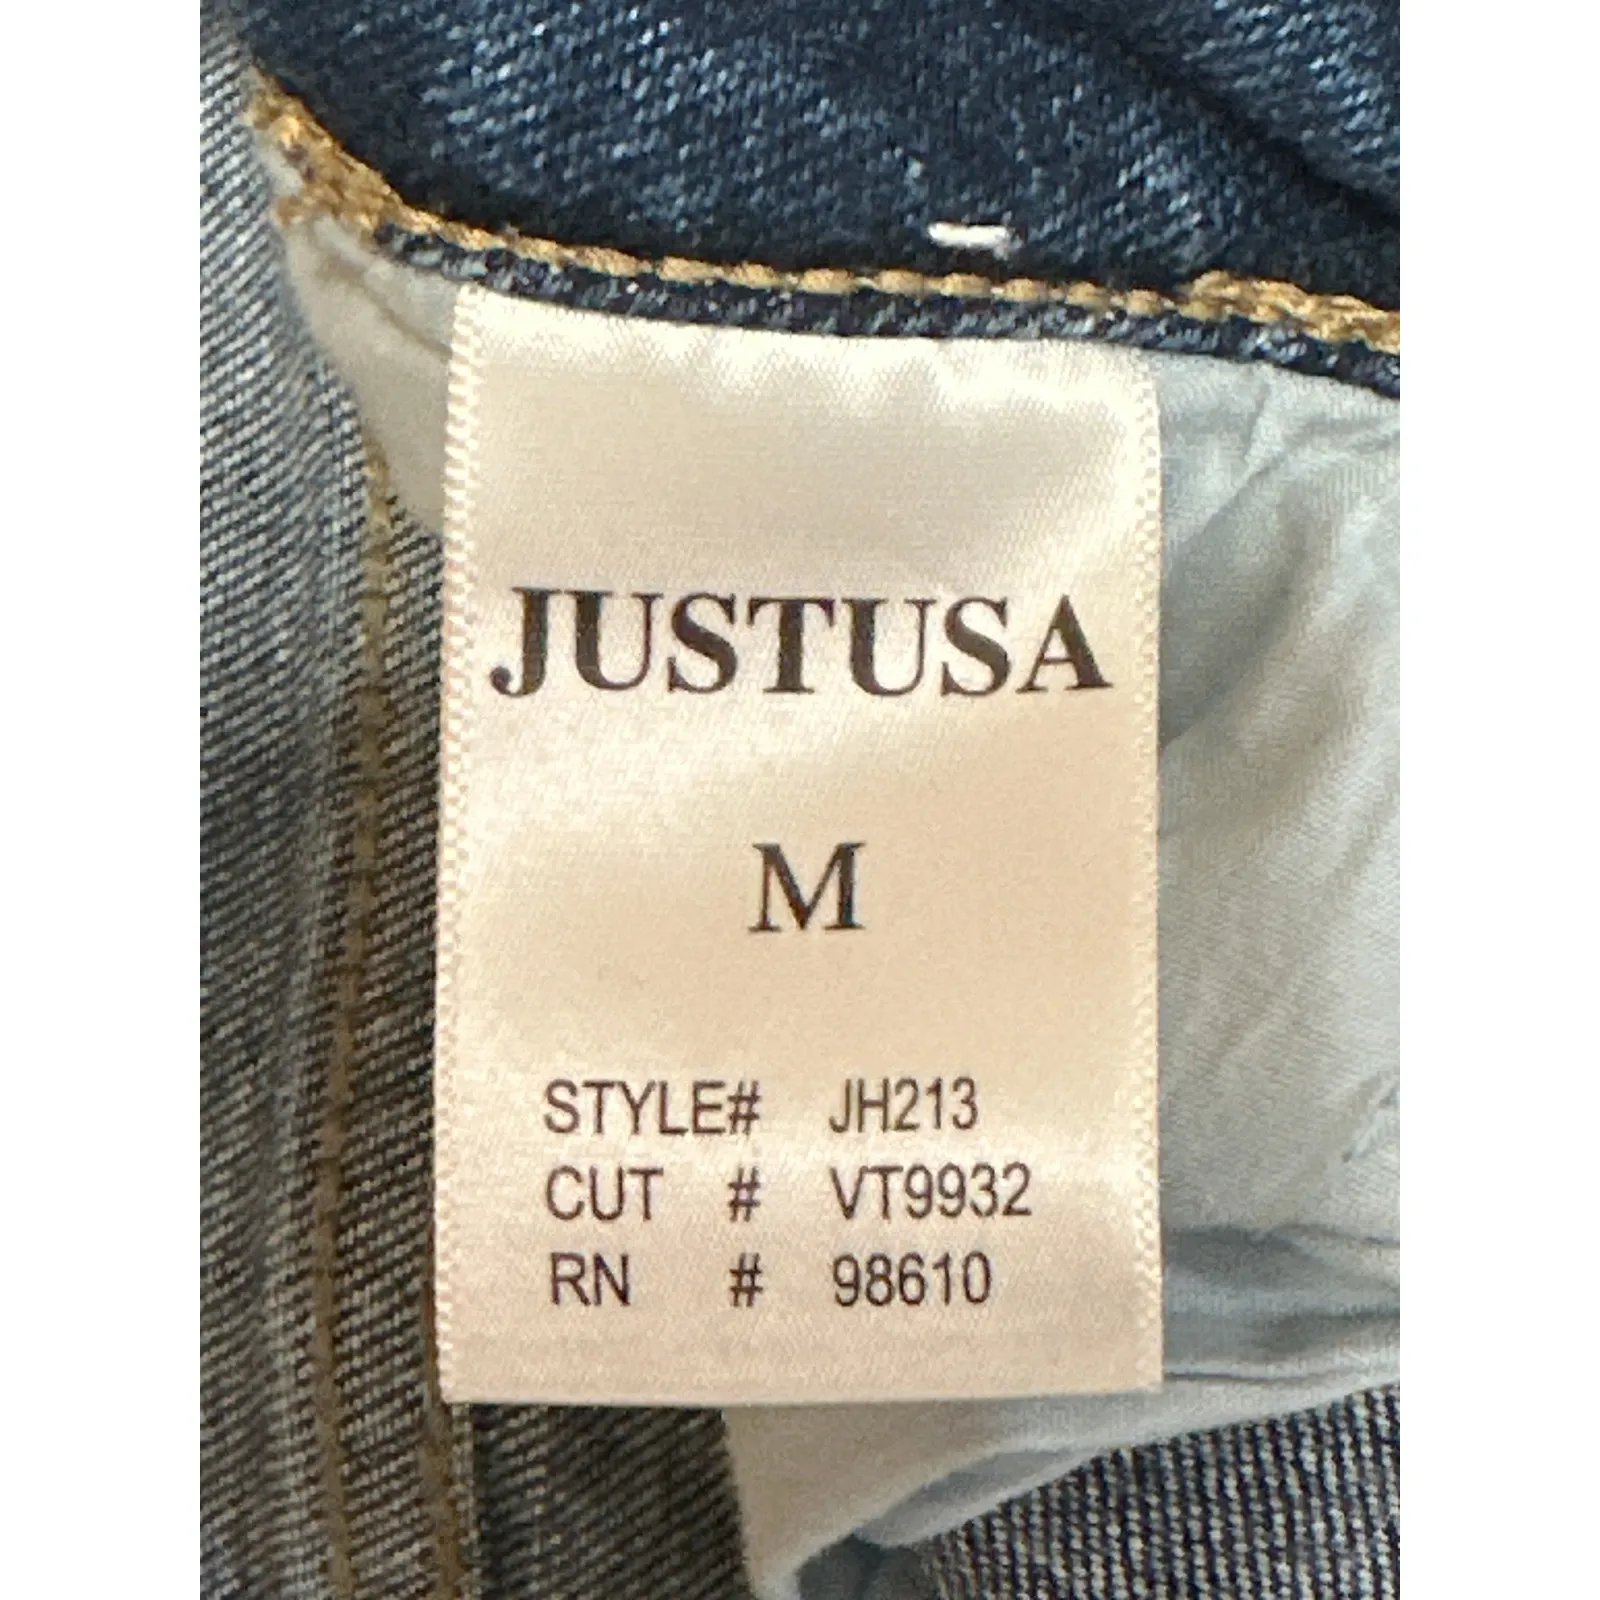 JUSTUSA
M
STYLE# JH213
CUT # VT9932
RN # 98610